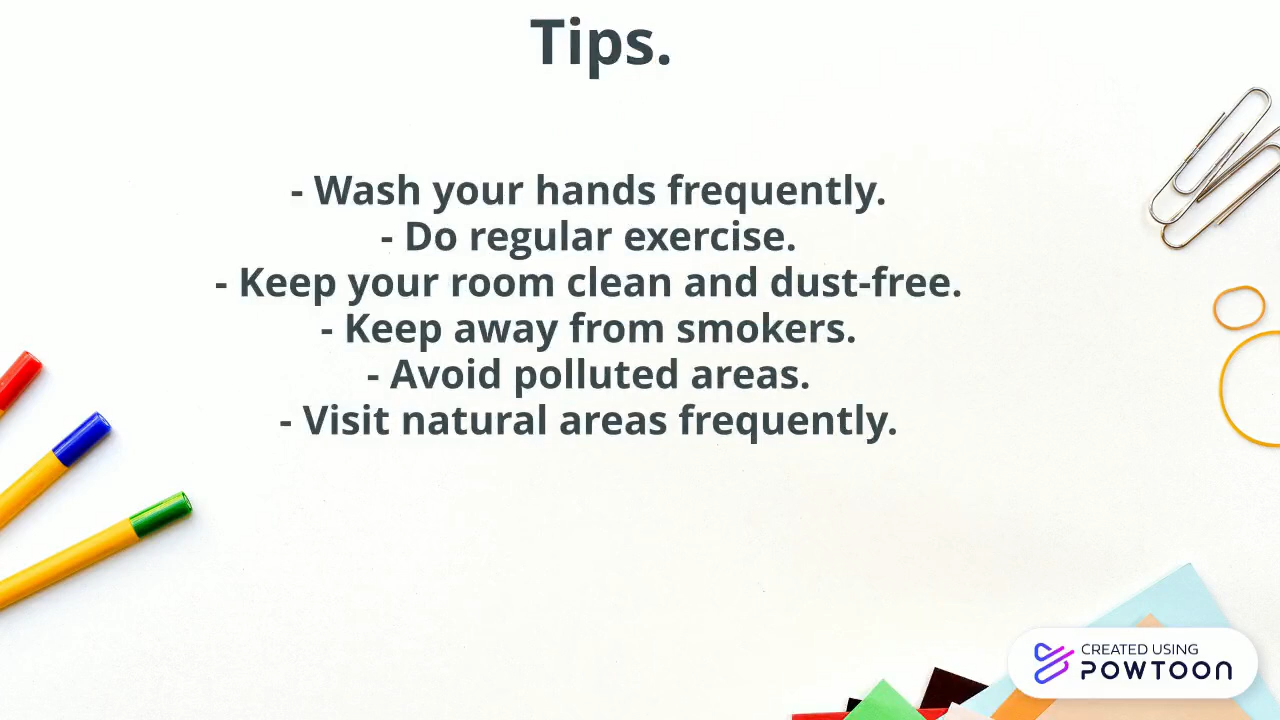 Tips.
- Wash your hands frequently.
- Do regular exercise.
- Keep your room clean and dust-free.
- Keep away from smokers.
- Avoid polluted areas.
- Visit natural areas frequently.
CREATED USING
POWTOON